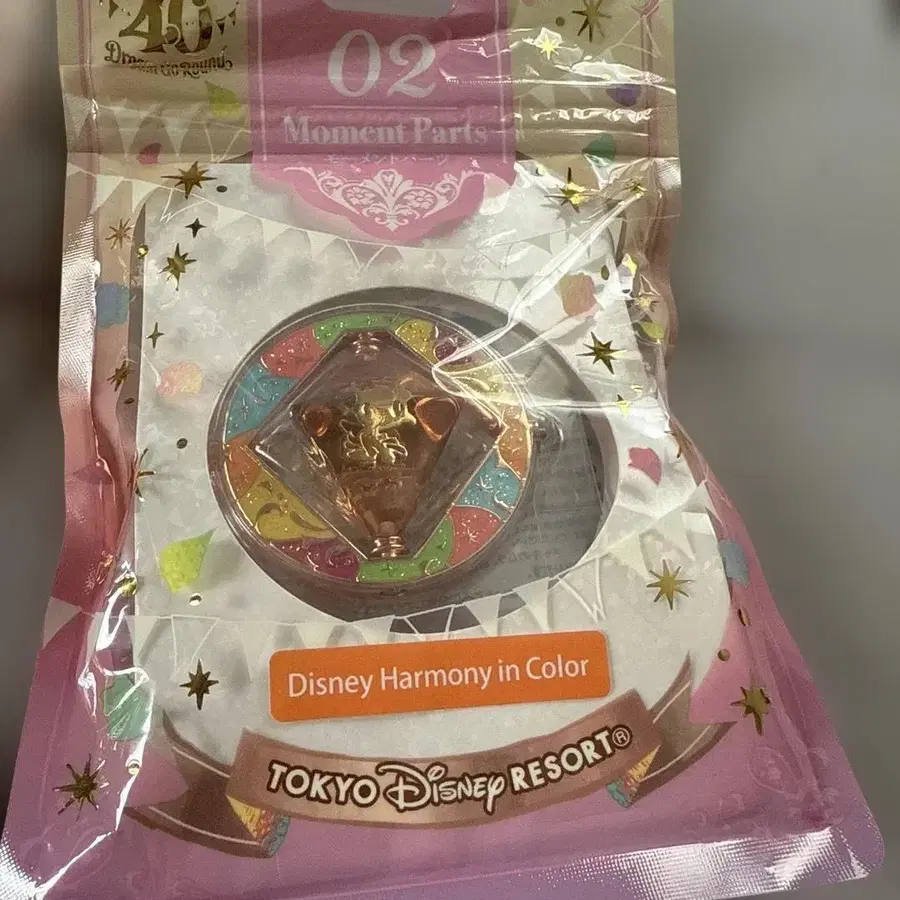 40
Dream Go Round
02
Moment Parts
モーメントパーツ
Disney Harmony in Color
TOKYO Disney RESORT®